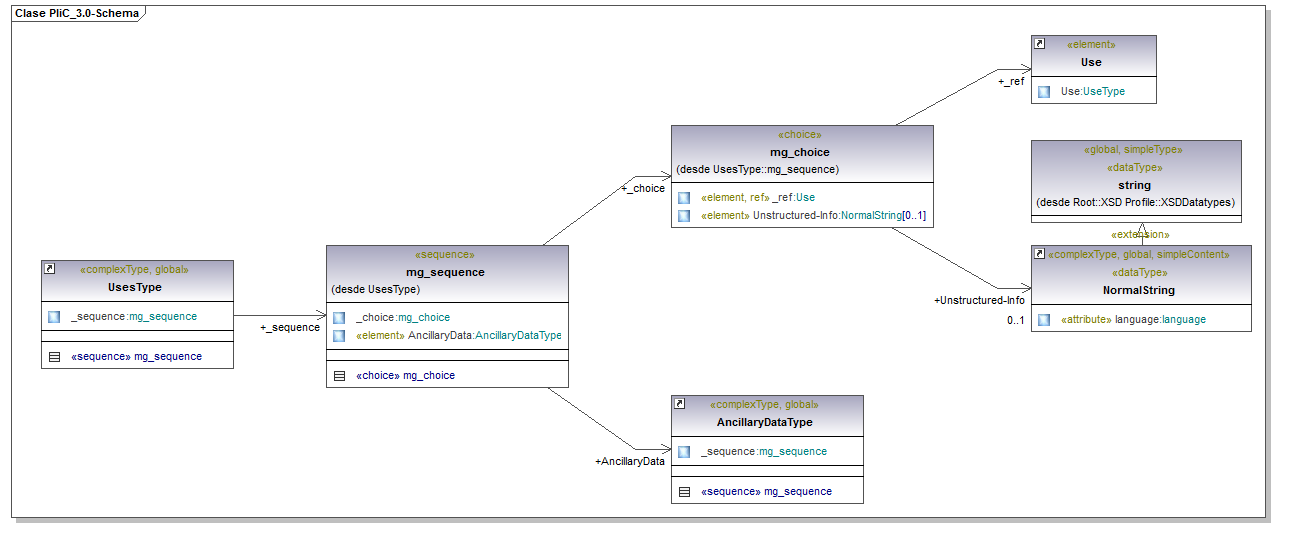 Clase PliC_3.0-Schema
«complexType, global»
UsesType
_sequence:mg_sequence
«sequence» mg_sequence
+_sequence
«sequence»
mg_sequence
(desde UsesType)
_choice:mg_choice
«element» AncillaryData:AncillaryDataType
«choice» mg_choice
+_choice
+AncillaryData
«choice»
mg_choice
(desde UsesType::mg_sequence)
«element, ref» _ref:Use
«element» Unstructured-Info:NormalString[0..1]
«complexType, global»
AncillaryDataType
_sequence:mg_sequence
«sequence» mg_sequence
+_ref
+Unstructured-Info
0..1
«element»
Use
Use:UseType
«global, simpleType»
«dataType»
string
(desde Root::XSD Profile::XSDDatatypes)
«extension»
«complexType, global, simpleContent»
«dataType»
NormalString
«attribute» language:language